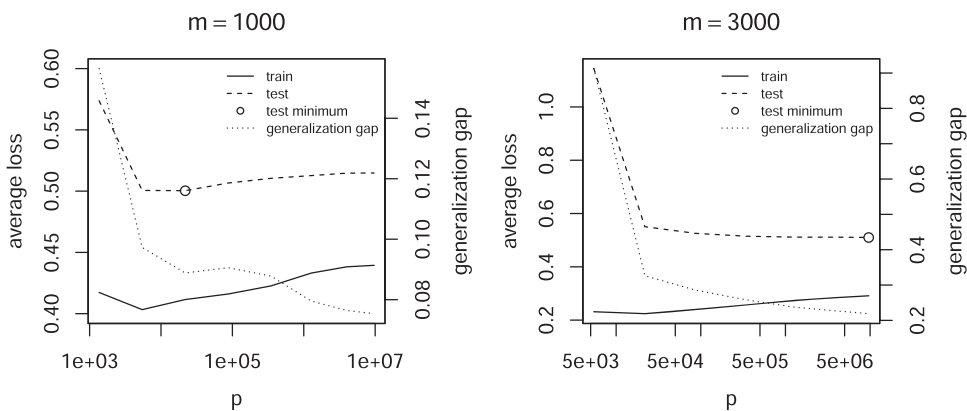 m = 1000
average loss
0.40 0.45 0.50 0.55 0.60
train
test
test minimum
generalization gap
0.08 0.10 0.12 0.14
generalization gap
1e+03 1e+05 1e+07
p
m = 3000
average loss
0.2 0.4 0.6 0.8 1.0
train
test
test minimum
generalization gap
0.2 0.4 0.6 0.8
generalization gap
5e+03 5e+04 5e+05 5e+06
p